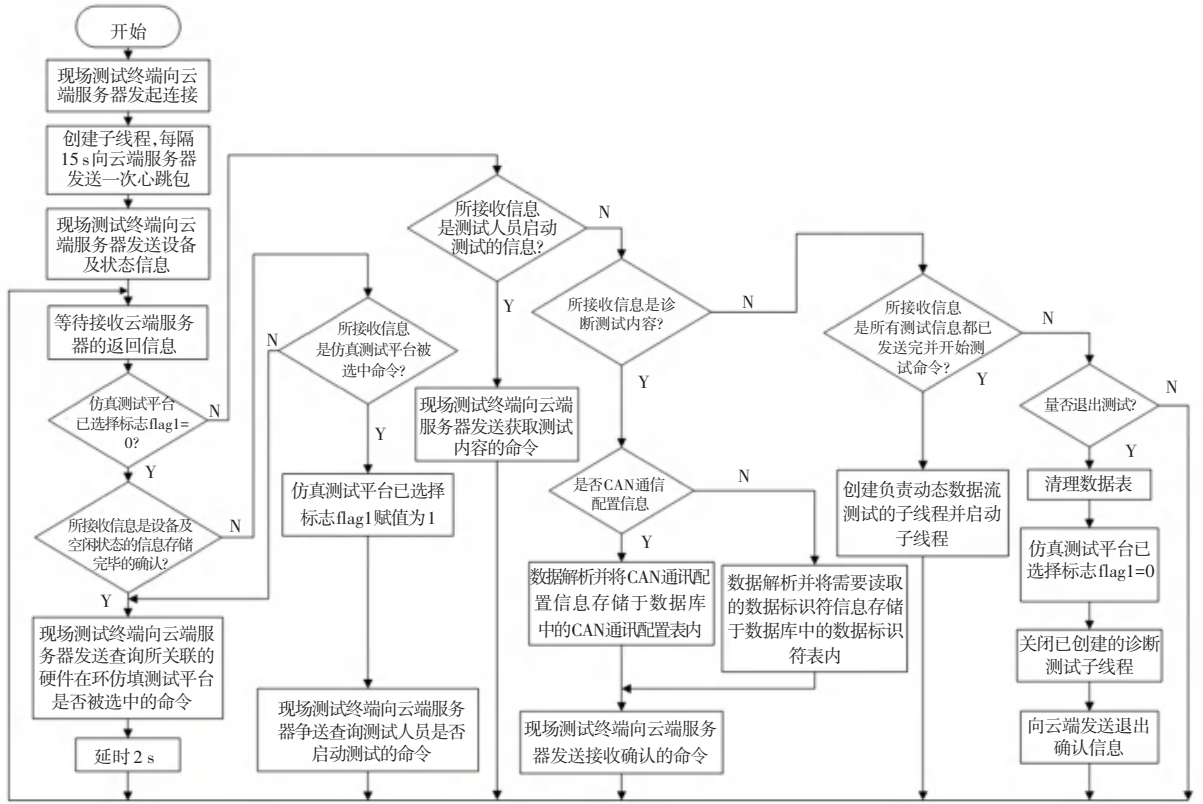 开始
现场测试终端向云
端服务器发起连接
创建子线程,每隔
15 s向云端服务器
发送一次心跳包
现场测试终端向云
端服务器发送设备
及状态信息
等待接收云端服务
器的返回信息
仿真测试平台
已选择标志flag1=
0?
N
Y
所接收信息是设备及
空闲状态的信息存储
完毕的确认?
N
Y
现场测试终端向云端服
务器发送查询所关联的
硬件在环仿填测试平台
是否被选中的命令
延时2 s
所接收信息
是仿真测试平台被
选中命令?
N
Y
仿真测试平台已选择
标志flag1赋值为1
现场测试终端向云端服务
器争送查询测试人员是否
启动测试的命令
所接收信息
是测试人员启动
测试的信息?
N
Y
现场测试终端向云端
服务器发送获取测试
内容的命令
所接收信息是诊
断测试内容?
N
Y
是否CAN通信
配置信息
N
Y
数据解析并将CAN通讯配
置信息存储于数据库
中的CAN通讯配置表内
数据解析并将需要读取
的数据标识符信息存储
于数据库中的数据标识
符表内
现场测试终端向云端服务
器发送接收确认的命令
所接收信息
是所有测试信息都已
发送完并开始测
试命令?
N
Y
创建负责动态数据流
测试的子线程并启动
子线程
量否退出测试?
N
Y
清理数据表
仿真测试平台已
选择标志flag1=0
关闭已创建的诊断
测试子线程
向云端发送退出
确认信息